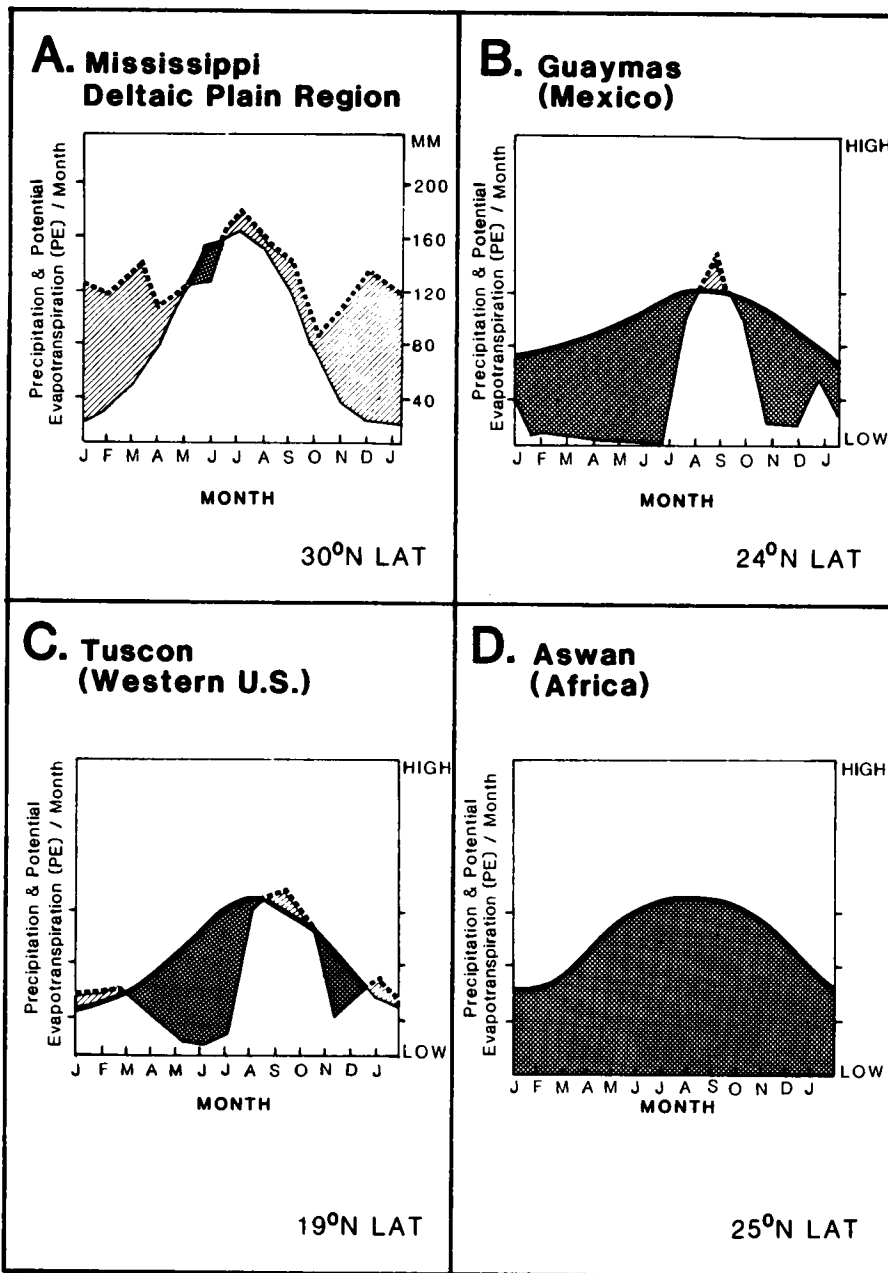 A. Mississippi
Deltaic Plain Region
Precipitation & Potential
Evapotranspiration (PE) / Month
MM
200
160
120
80
40
J F M A M J J A S O N D J
MONTH
30°N LAT
B. Guaymas
(Mexico)
Precipitation & Potential
Evapotranspiration (PE) / Month
HIGH
LOW
J F M A M J J A S O N D J
MONTH
24°N LAT
C. Tuscon
(Western U.S.)
Precipitation & Potential
Evapotranspiration (PE) / Month
HIGH
LOW
J F M A M J J A S O N D J
MONTH
19°N LAT
D. Aswan
(Africa)
Precipitation & Potential
Evapotranspiration (PE) / Month
HIGH
LOW
J F M A M J J A S O N D J
MONTH
25°N LAT